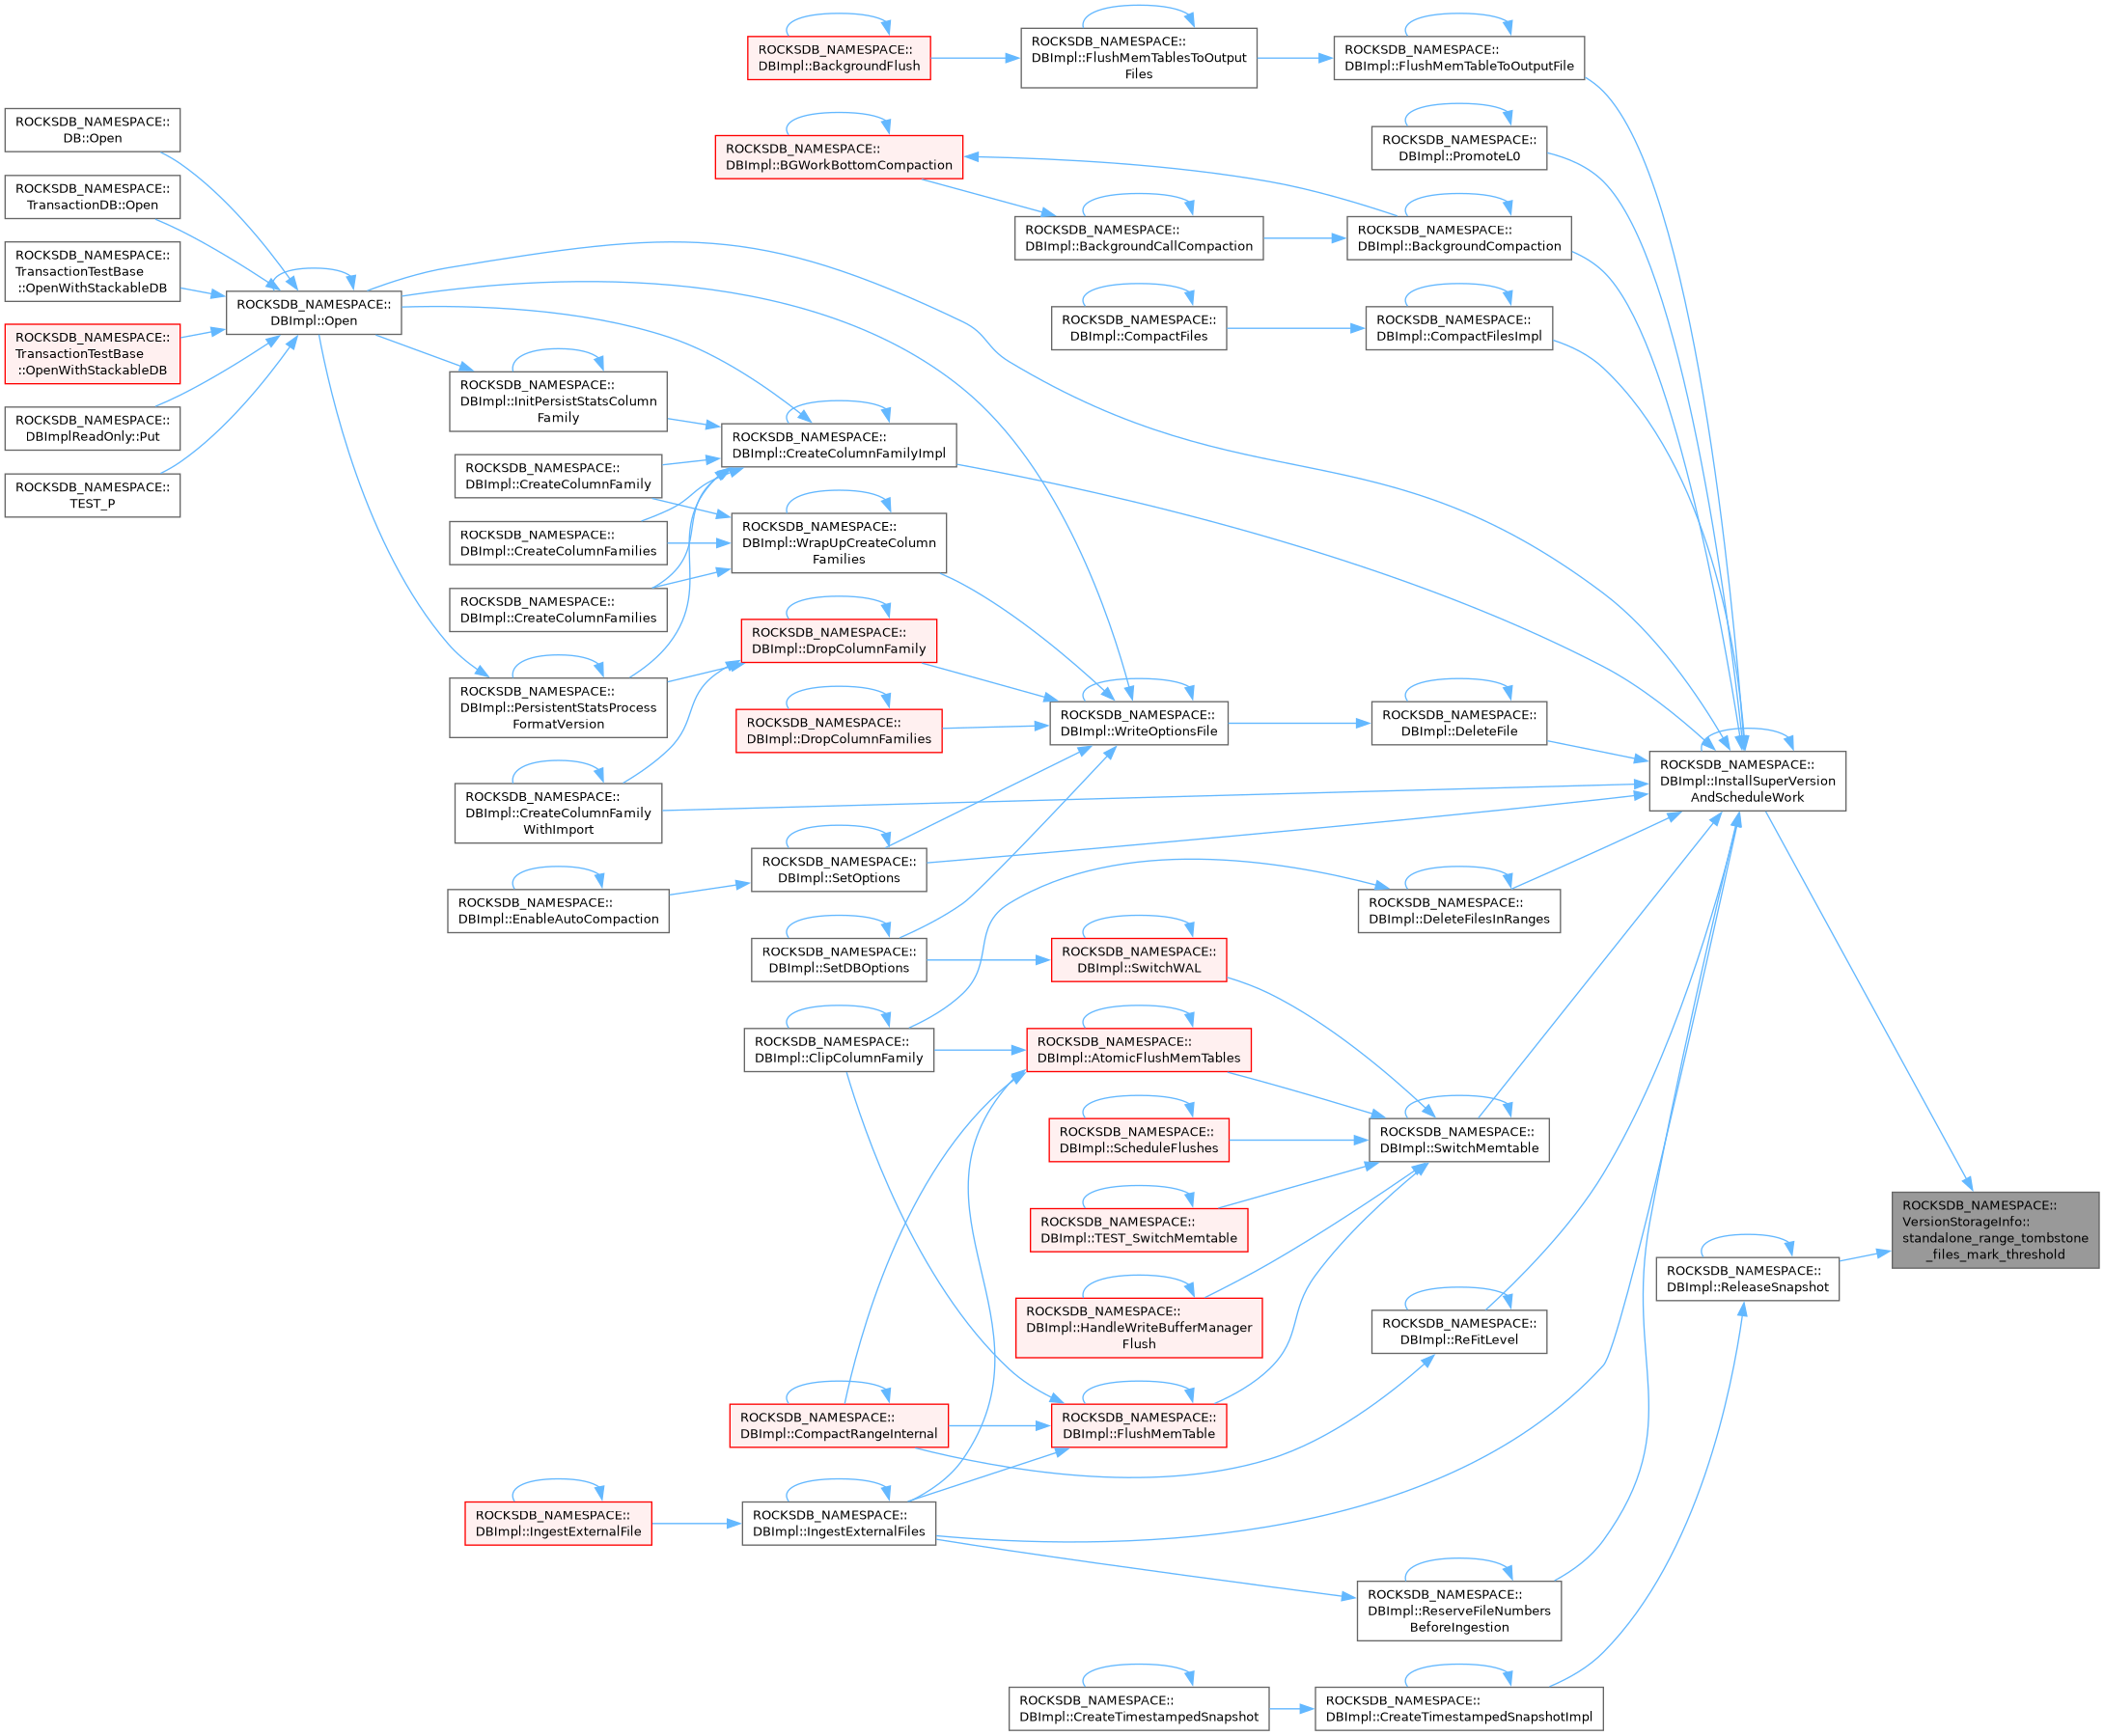 ROCKSDB_NAMESPACE::
DBImpl::BackgroundFlush
ROCKSDB_NAMESPACE::
DBImpl::FlushMemTablesToOutput
Files
ROCKSDB_NAMESPACE::
DBImpl::FlushMemTableToOutputFile
ROCKSDB_NAMESPACE::
DB::Open
ROCKSDB_NAMESPACE::
DBImpl::BGWorkBottomCompaction
ROCKSDB_NAMESPACE::
DBImpl::PromoteL0
ROCKSDB_NAMESPACE::
TransactionDB::Open
ROCKSDB_NAMESPACE::
DBImpl::BackgroundCallCompaction
ROCKSDB_NAMESPACE::
DBImpl::BackgroundCompaction
ROCKSDB_NAMESPACE::
TransactionTestBase
::OpenWithStackableDB
ROCKSDB_NAMESPACE::
DBImpl::Open
ROCKSDB_NAMESPACE::
DBImpl::CompactFiles
ROCKSDB_NAMESPACE::
DBImpl::CompactFilesImpl
ROCKSDB_NAMESPACE::
TransactionTestBase
::OpenWithStackableDB
ROCKSDB_NAMESPACE::
DBImpl::InitPersistStatsColumn
Family
ROCKSDB_NAMESPACE::
DBImplReadOnly::Put
ROCKSDB_NAMESPACE::
DBImpl::CreateColumnFamilyImpl
ROCKSDB_NAMESPACE::
TEST_P
ROCKSDB_NAMESPACE::
DBImpl::CreateColumnFamily
ROCKSDB_NAMESPACE::
DBImpl::CreateColumnFamilies
ROCKSDB_NAMESPACE::
DBImpl::WrapUpCreateColumn
Families
ROCKSDB_NAMESPACE::
DBImpl::CreateColumnFamilies
ROCKSDB_NAMESPACE::
DBImpl::DropColumnFamily
ROCKSDB_NAMESPACE::
DBImpl::PersistentStatsProcess
FormatVersion
ROCKSDB_NAMESPACE::
DBImpl::DropColumnFamilies
ROCKSDB_NAMESPACE::
DBImpl::WriteOptionsFile
ROCKSDB_NAMESPACE::
DBImpl::DeleteFile
ROCKSDB_NAMESPACE::
DBImpl::InstallSuperVersion
AndScheduleWork
ROCKSDB_NAMESPACE::
DBImpl::CreateColumnFamily
WithImport
ROCKSDB_NAMESPACE::
DBImpl::SetOptions
ROCKSDB_NAMESPACE::
DBImpl::EnableAutoCompaction
ROCKSDB_NAMESPACE::
DBImpl::DeleteFilesInRanges
ROCKSDB_NAMESPACE::
DBImpl::SetDBOptions
ROCKSDB_NAMESPACE::
DBImpl::SwitchWAL
ROCKSDB_NAMESPACE::
DBImpl::ClipColumnFamily
ROCKSDB_NAMESPACE::
DBImpl::AtomicFlushMemTables
ROCKSDB_NAMESPACE::
DBImpl::ScheduleFlushes
ROCKSDB_NAMESPACE::
DBImpl::SwitchMemtable
ROCKSDB_NAMESPACE::
DBImpl::TEST_SwitchMemtable
ROCKSDB_NAMESPACE::
VersionStorageInfo::
standalone_range_tombstone
_files_mark_threshold
ROCKSDB_NAMESPACE::
DBImpl::ReleaseSnapshot
ROCKSDB_NAMESPACE::
DBImpl::HandleWriteBufferManager
Flush
ROCKSDB_NAMESPACE::
DBImpl::ReFitLevel
ROCKSDB_NAMESPACE::
DBImpl::CompactRangeInternal
ROCKSDB_NAMESPACE::
DBImpl::FlushMemTable
ROCKSDB_NAMESPACE::
DBImpl::IngestExternalFile
ROCKSDB_NAMESPACE::
DBImpl::IngestExternalFiles
ROCKSDB_NAMESPACE::
DBImpl::ReserveFileNumbers
BeforeIngestion
ROCKSDB_NAMESPACE::
DBImpl::CreateTimestampedSnapshot
ROCKSDB_NAMESPACE::
DBImpl::CreateTimestampedSnapshotImpl